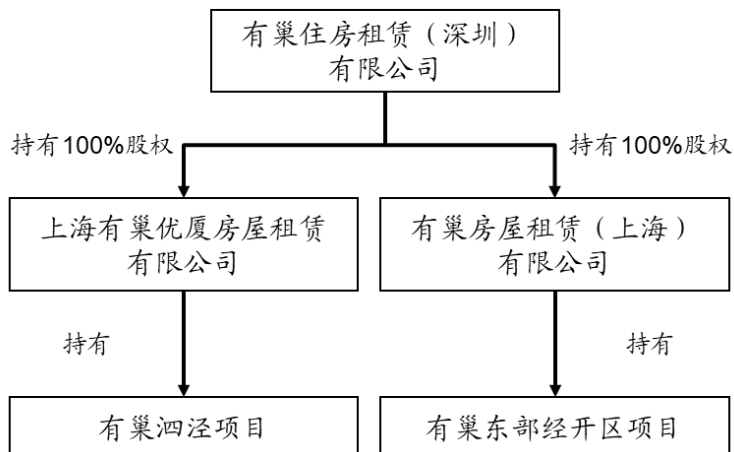 有巢住房租赁（深圳）
有限公司
持有100%股权
持有100%股权
上海有巢优厦房屋租赁
有限公司
有巢房屋租赁（上海）
有限公司
持有
持有
有巢泗泾项目
有巢东部经开区项目